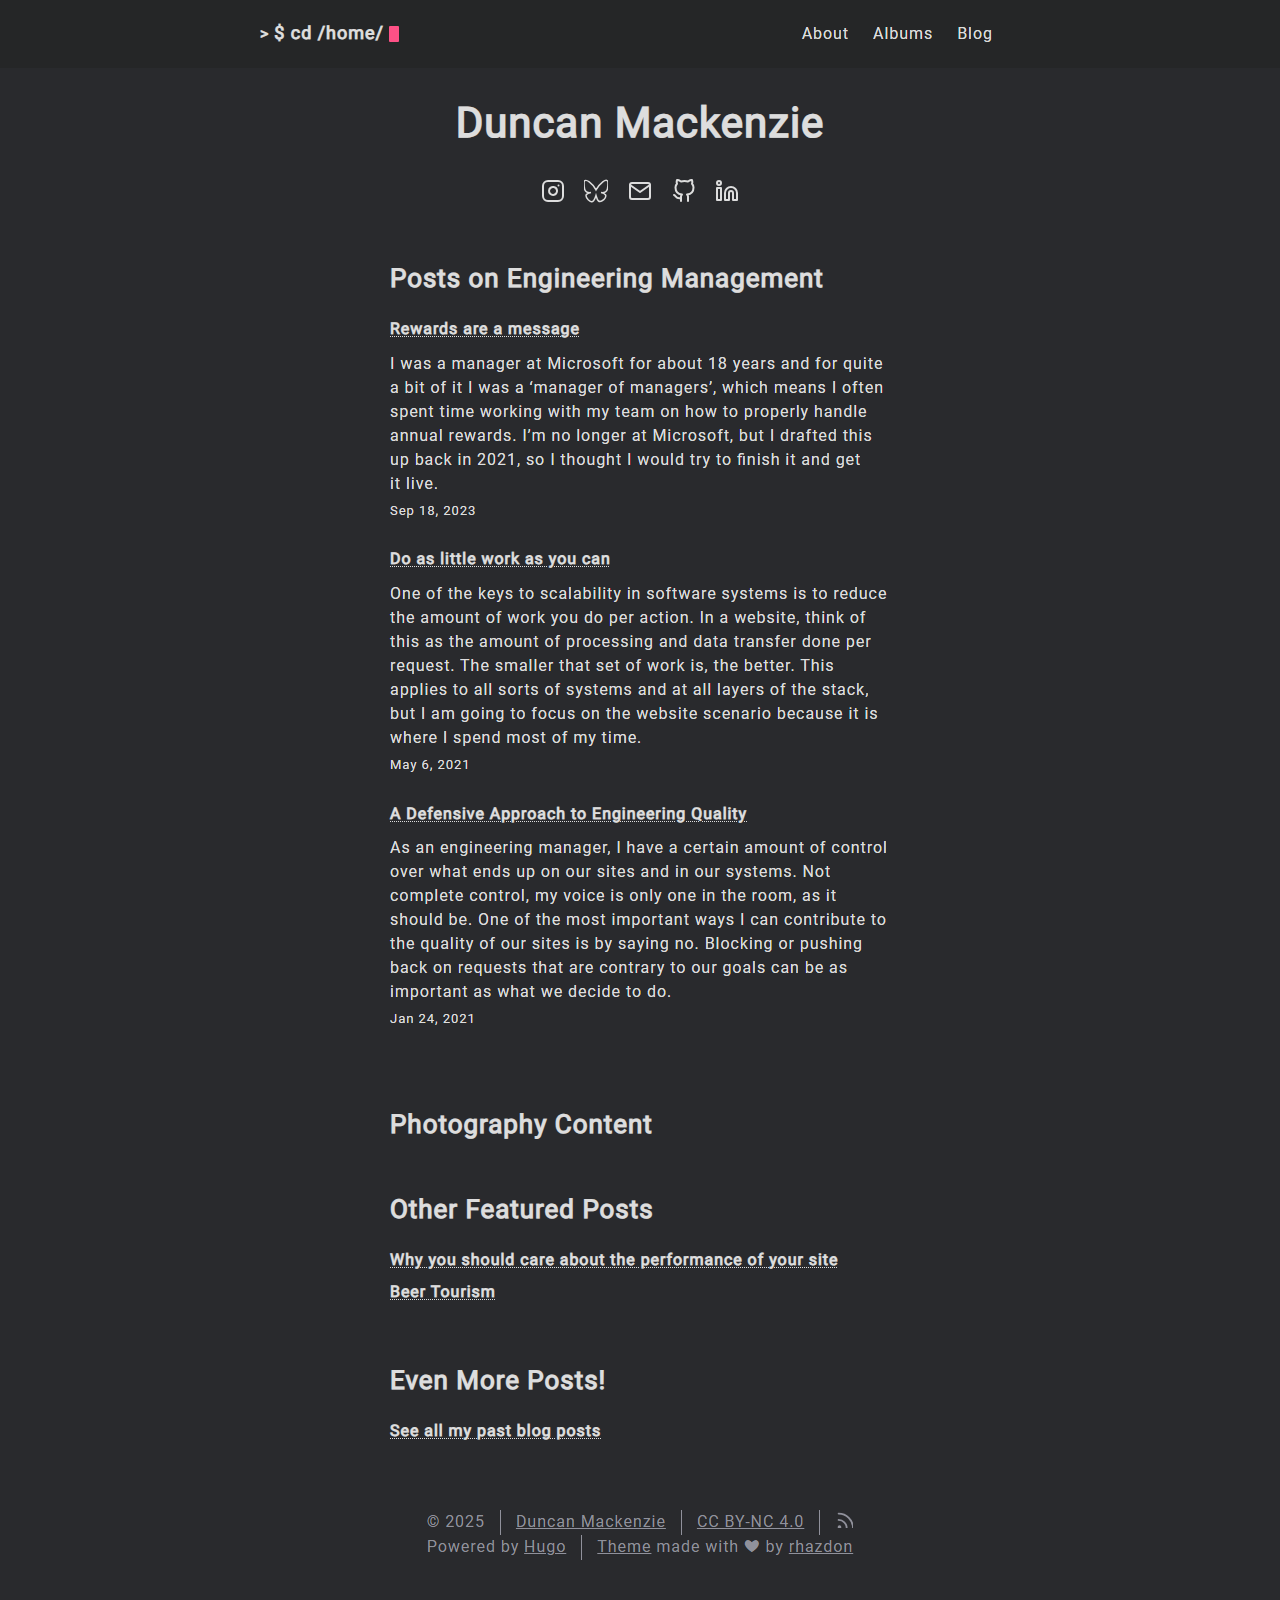 > $ cd /home/
About Albums Blog
Duncan Mackenzie
Posts on Engineering Management
Rewards are a message
I was a manager at Microsoft for about 18 years and for quite
a bit of it I was a ‘manager of managers’, which means I often
spent time working with my team on how to properly handle
annual rewards. I’m no longer at Microsoft, but I drafted this
up back in 2021, so I thought I would try to finish it and get
it live.
Sep 18, 2023
Do as little work as you can
One of the keys to scalability in software systems is to reduce
the amount of work you do per action. In a website, think of
this as the amount of processing and data transfer done per
request. The smaller that set of work is, the better. This
applies to all sorts of systems and at all layers of the stack,
but I am going to focus on the website scenario because it is
where I spend most of my time.
May 6, 2021
A Defensive Approach to Engineering Quality
As an engineering manager, I have a certain amount of control
over what ends up on our sites and in our systems. Not
complete control, my voice is only one in the room, as it
should be. One of the most important ways I can contribute to
the quality of our sites is by saying no. Blocking or pushing
back on requests that are contrary to our goals can be as
important as what we decide to do.
Jan 24, 2021
Photography Content
Other Featured Posts
Why you should care about the performance of your site
Beer Tourism
Even More Posts!
See all my past blog posts
© 2025 Duncan Mackenzie CC BY-NC 4.0
Powered by Hugo Theme made with ♥ by rhazdon